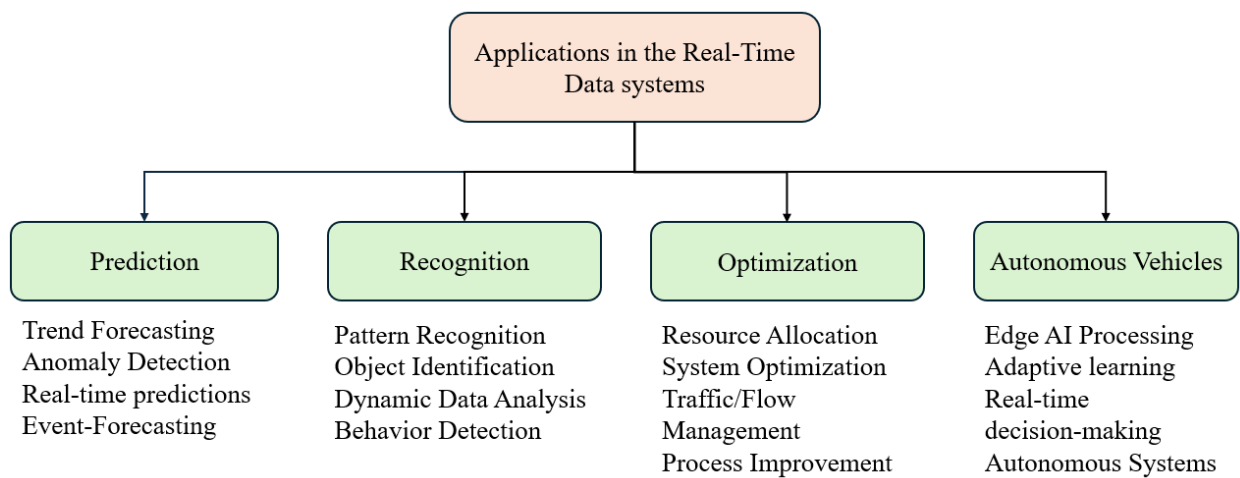 Applications in the Real-Time
Data systems
Prediction
Recognition
Optimization
Autonomous Vehicles
Trend Forecasting
Anomaly Detection
Real-time predictions
Event-Forecasting
Pattern Recognition
Object Identification
Dynamic Data Analysis
Behavior Detection
Resource Allocation
System Optimization
Traffic/Flow
Management
Process Improvement
Edge AI Processing
Adaptive learning
Real-time
decision-making
Autonomous Systems